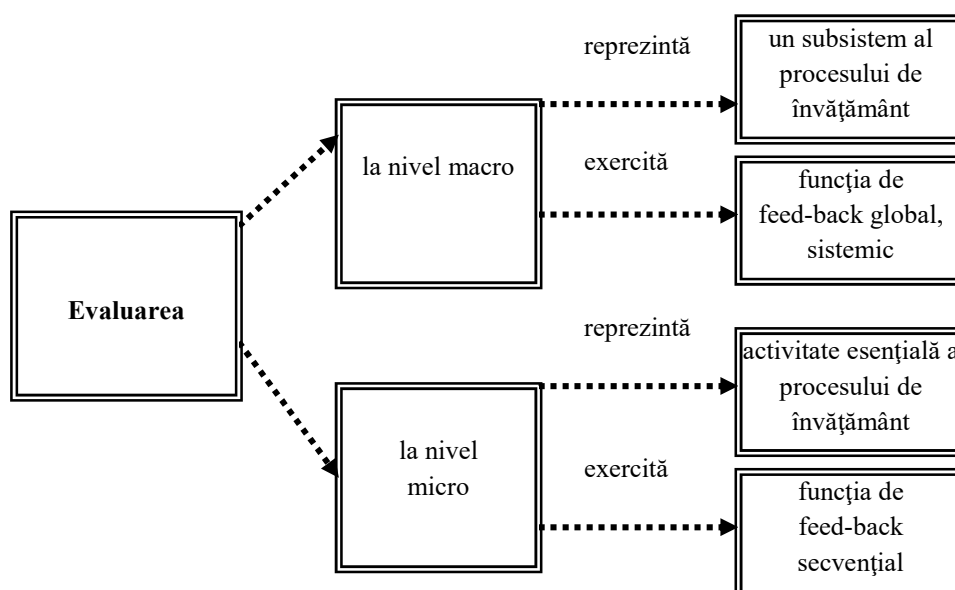 Evaluarea
la nivel macro
reprezintă
un subsistem al
procesului de
învăţământ
exercită
funcţia de
feed-back global,
sistemic
la nivel
micro
reprezintă
activitate esenţială a
procesului de
învăţământ
exercită
funcţia de
feed-back
secvenţial